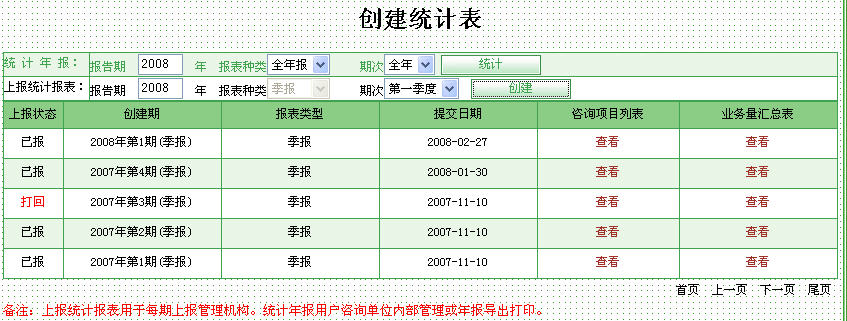 创建统计表
统 计 年 报： 报告期 2008 年 报表种类 全年报 期次 全年 统计
上报统计报表： 报告期 2008 年 报表种类 季报 期次 第一季度 创建
上报状态 创建期 报表类型 提交日期 咨询项目列表 业务量汇总表
已报 2008年第1期(季报) 季报 2008-02-27 查看 查看
已报 2007年第4期(季报) 季报 2008-01-30 查看 查看
打回 2007年第3期(季报) 季报 2007-11-10 查看 查看
已报 2007年第2期(季报) 季报 2007-11-10 查看 查看
已报 2007年第1期(季报) 季报 2007-11-10 查看 查看
首页 上一页 下一页 尾页
备注：上报统计报表用于每期上报管理机构。统计年报用户咨询单位内部管理或年报导出打印。